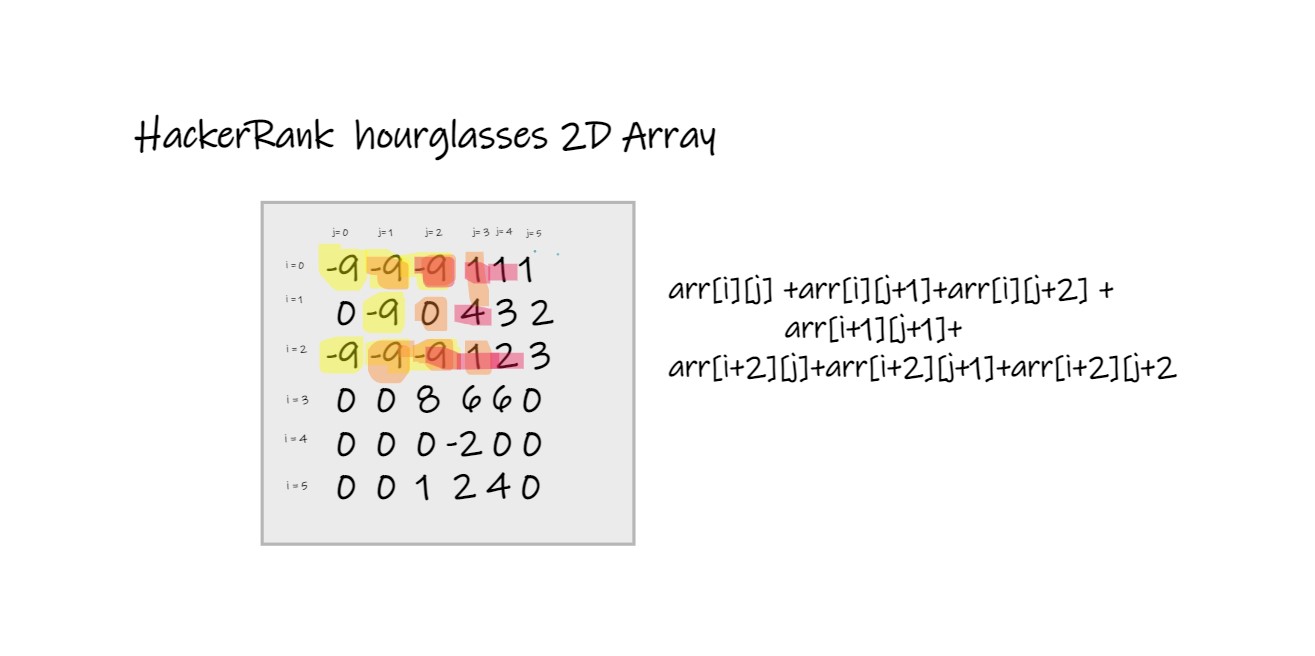 HackerRank hourglasses 2D Array
j=0 j=1 j=2 j=3 j=4 j=5
i=0 -9 -9 -9 1 1 1
i=1 0 -9 0 4 3 2
i=2 -9 -9 -9 1 2 3
i=3 0 0 8 6 6 0
i=4 0 0 0 -2 0 0
i=5 0 0 1 2 4 0
arr[i][j] +arr[i][j+1]+arr[i][j+2] +
arr[i+1][j+1]+
arr[i+2][j]+arr[i+2][j+1]+arr[i+2][j+2